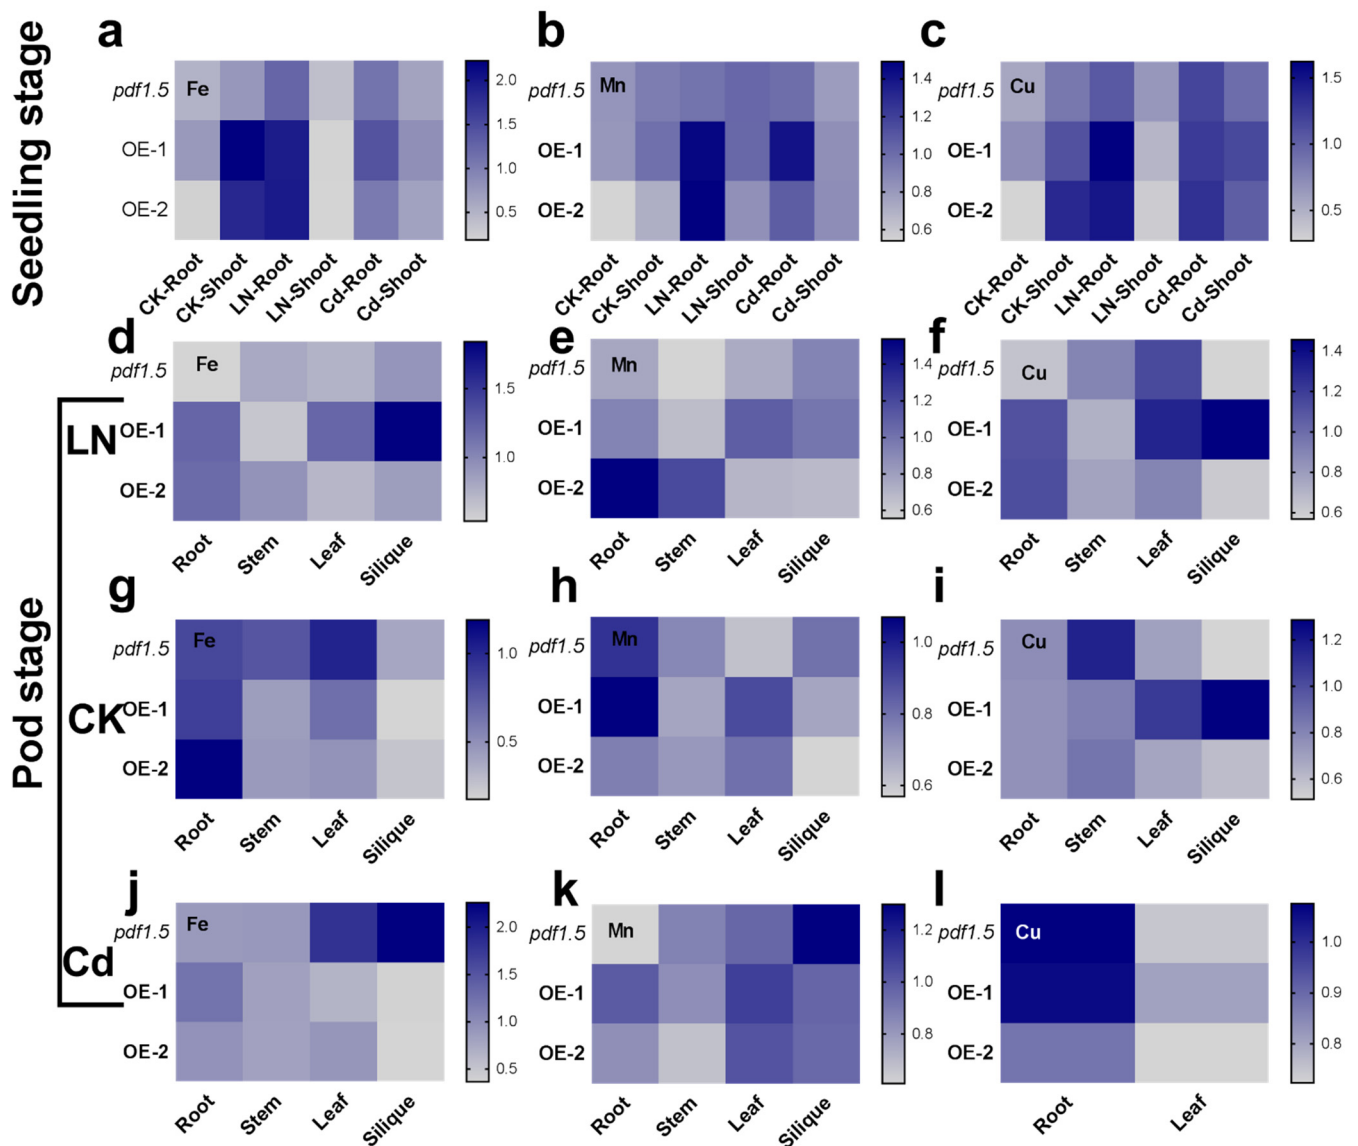 Seedling stage
a
Fe
pdf1.5
OE-1
OE-2
2.0
1.5
1.0
0.5
CK-Root
CK-Shoot
LN-Root
LN-Shoot
Cd-Root
Cd-Shoot
b
Mn
pdf1.5
OE-1
OE-2
1.4
1.2
1.0
0.8
0.6
CK-Root
CK-Shoot
LN-Root
LN-Shoot
Cd-Root
Cd-Shoot
c
Cu
pdf1.5
OE-1
OE-2
1.5
1.0
0.5
CK-Root
CK-Shoot
LN-Root
LN-Shoot
Cd-Root
Cd-Shoot
Pod stage
LN
d
Fe
pdf1.5
OE-1
OE-2
1.5
1.0
Root
Stem
Leaf
Silique
e
Mn
pdf1.5
OE-1
OE-2
1.4
1.2
1.0
0.8
0.6
Root
Stem
Leaf
Silique
f
Cu
pdf1.5
OE-1
OE-2
1.4
1.2
1.0
0.8
0.6
Root
Stem
Leaf
Silique
CK
g
Fe
pdf1.5
OE-1
OE-2
1.0
0.5
Root
Stem
Leaf
Silique
h
Mn
pdf1.5
OE-1
OE-2
1.0
0.8
0.6
Root
Stem
Leaf
Silique
i
Cu
pdf1.5
OE-1
OE-2
1.2
1.0
0.8
0.6
Root
Stem
Leaf
Silique
Cd
j
Fe
pdf1.5
OE-1
OE-2
2.0
1.5
1.0
0.5
Root
Stem
Leaf
Silique
k
Mn
pdf1.5
OE-1
OE-2
1.2
1.0
0.8
Root
Stem
Leaf
Silique
l
Cu
pdf1.5
OE-1
OE-2
1.0
0.9
0.8
Root
Leaf